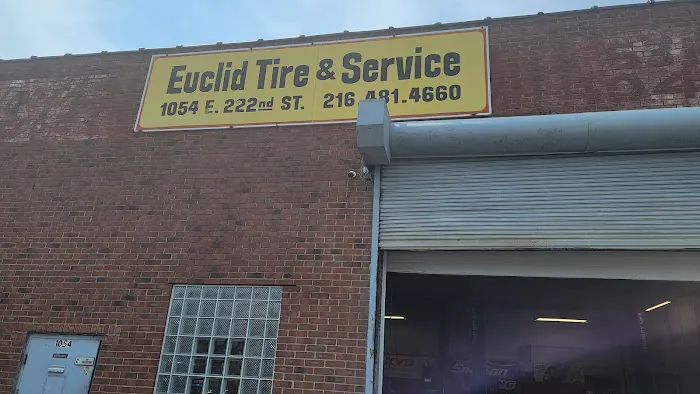 Euclid Tire & Service
1054 E. 222nd ST. 216.481.4660
1054